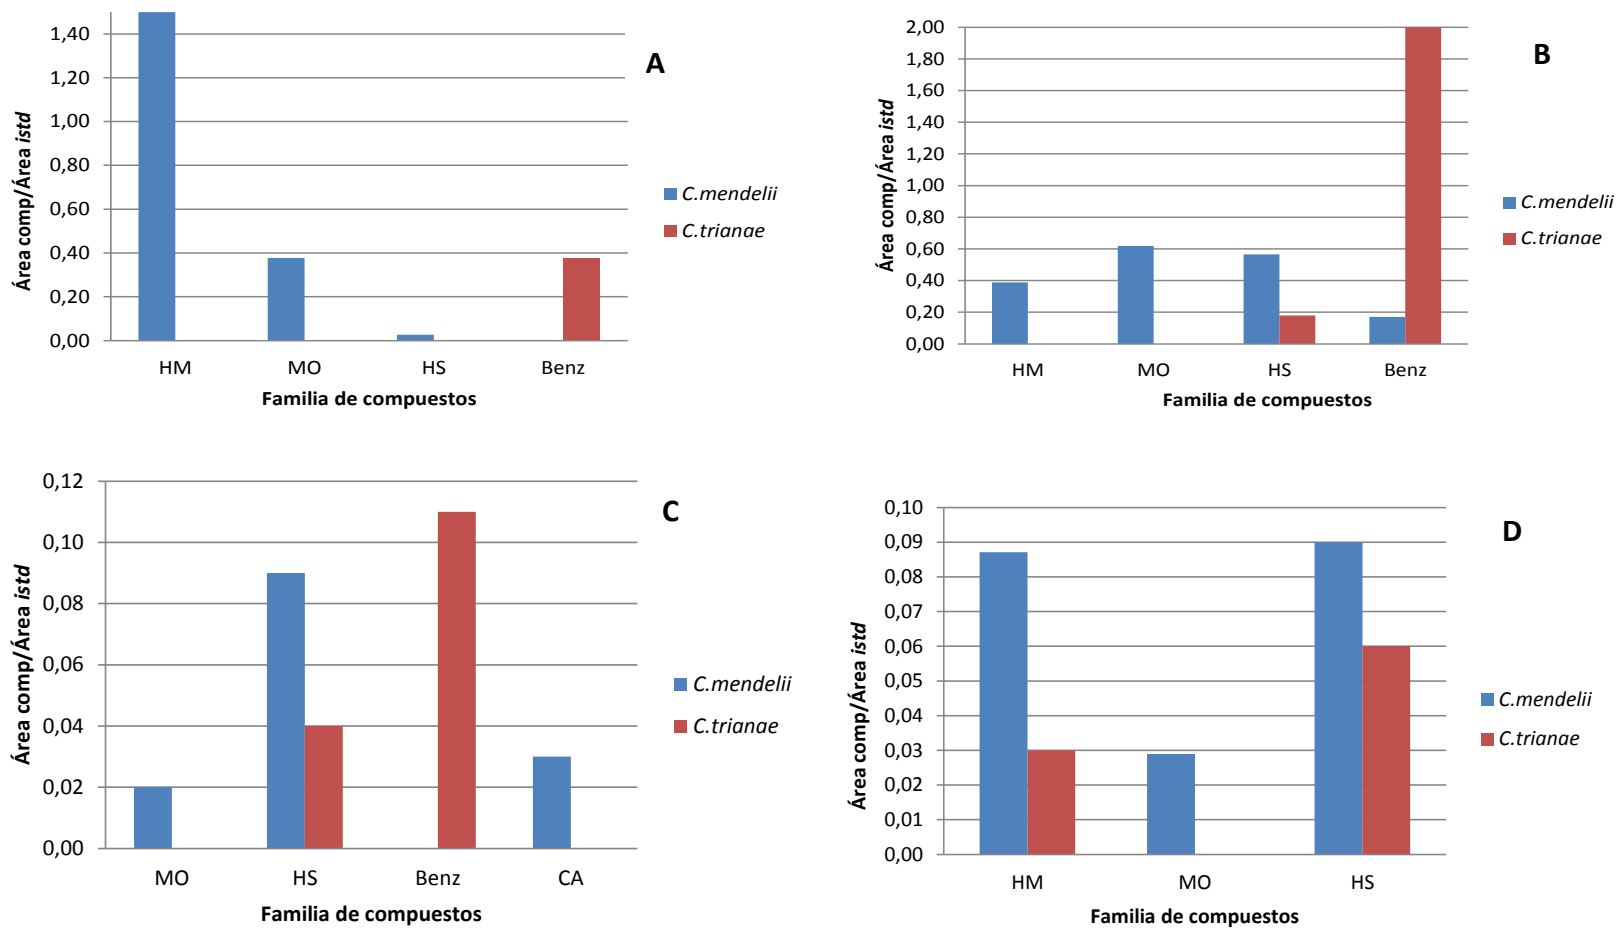 A
1,40
1,20
1,00
0,80
0,60
0,40
0,20
0,00
Área comp/Área istd
HM MO HS Benz
Familia de compuestos
C.mendelii
C.trianae
B
2,00
1,80
1,60
1,40
1,20
1,00
0,80
0,60
0,40
0,20
0,00
Área comp/Área istd
HM MO HS Benz
Familia de compuestos
C.mendelii
C.trianae
C
0,12
0,10
0,08
0,06
0,04
0,02
0,00
Área comp/Área istd
MO HS Benz CA
Familia de compuestos
C.mendelii
C.trianae
D
0,10
0,09
0,08
0,07
0,06
0,05
0,04
0,03
0,02
0,01
0,00
Área comp/Área istd
HM MO HS
Familia de compuestos
C.mendelii
C.trianae